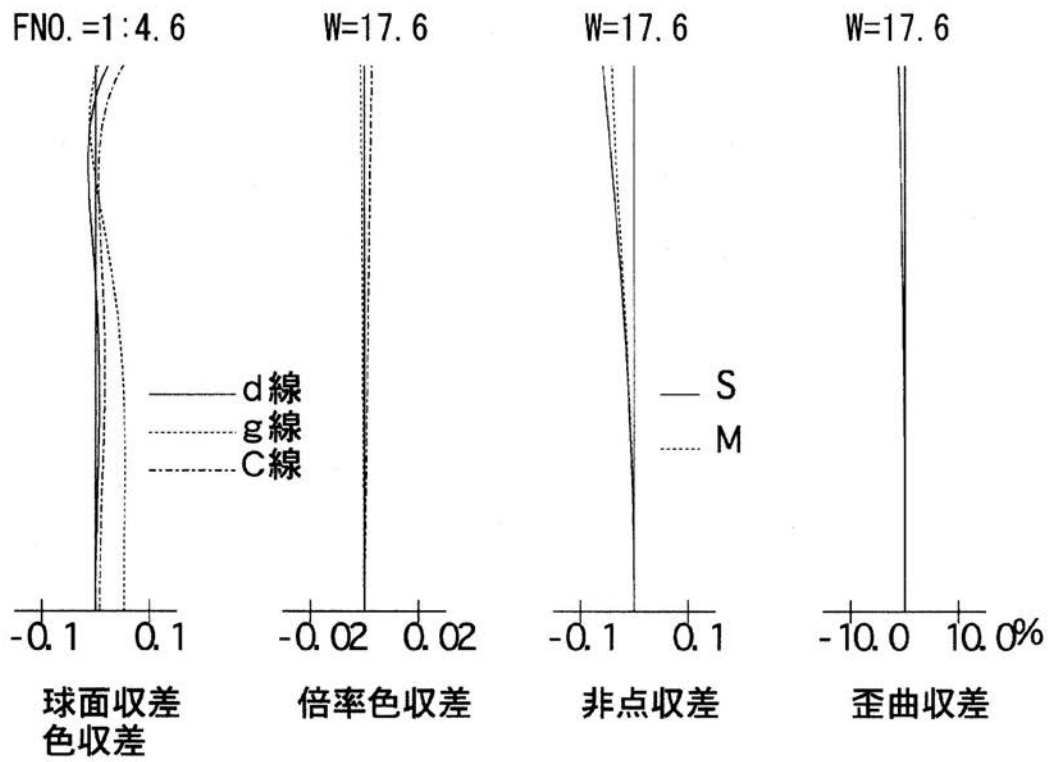 FNO.=1:4.6 W=17.6 W=17.6 W=17.6
d線
g線
C線
S
M
-0.1 0.1 -0.02 0.02 -0.1 0.1 -10.0 10.0%
球面収差 倍率色収差 非点収差 歪曲収差
色収差